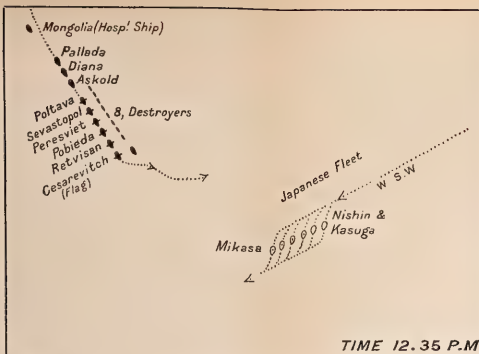 Mongolia (Hosp! Ship)
Pallada
Diana
Askold
Poltava
Sevastopol
Peresviet
Pobieda
Retvisan
Cesarevitch
(Flag)
8, Destroyers
Japanese Fleet
W S.W
Mikasa
Nishin &
Kasuga
TIME 12.35 P.M